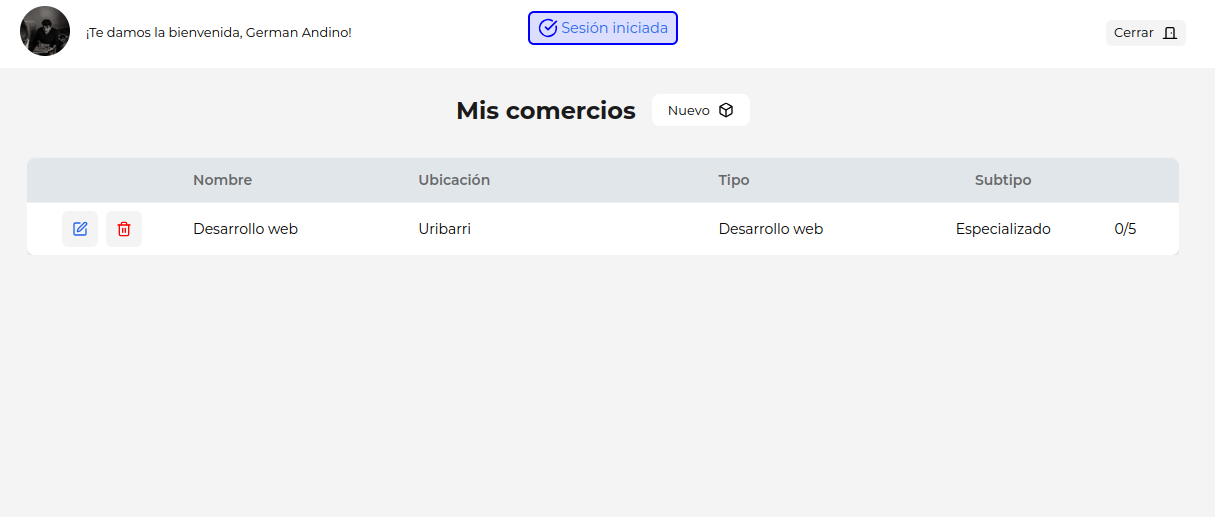 ¡Te damos la bienvenida, German Andino!
Sesión iniciada
Cerrar
Mis comercios
Nuevo
Nombre Ubicación Tipo Subtipo
Desarrollo web Uribarri Desarrollo web Especializado 0/5